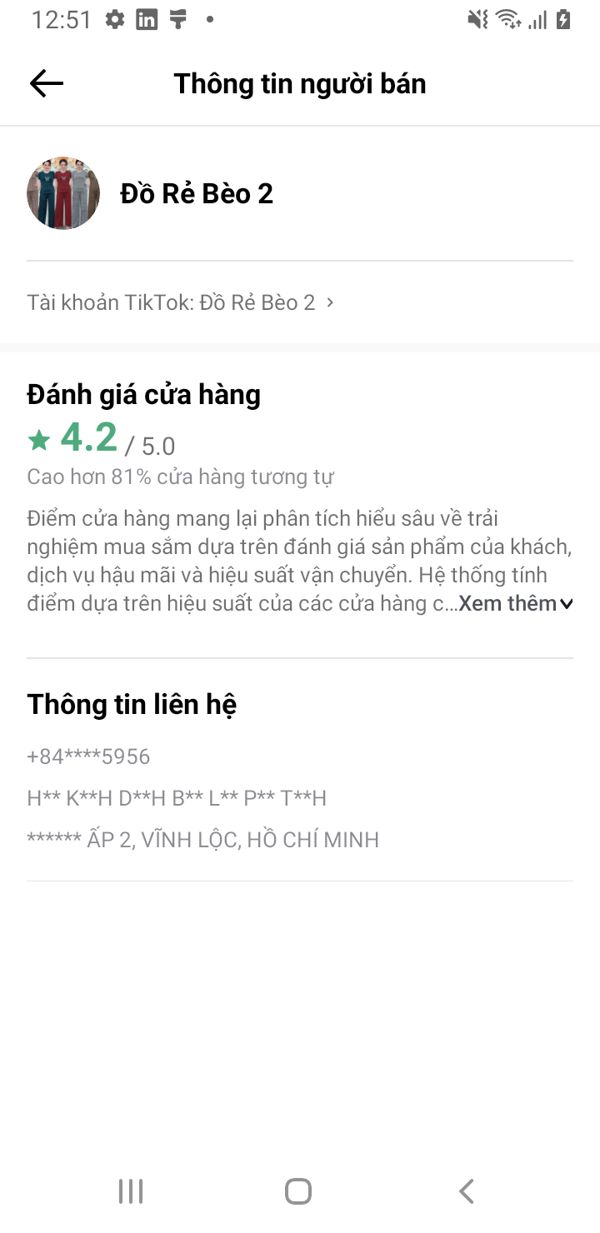 12:51
Thông tin người bán
Đồ Rẻ Bèo 2
Tài khoản TikTok: Đồ Rẻ Bèo 2 >
Đánh giá cửa hàng
4.2 / 5.0
Cao hơn 81% cửa hàng tương tự
Điểm cửa hàng mang lại phân tích hiểu sâu về trải
nghiệm mua sắm dựa trên đánh giá sản phẩm của khách,
dịch vụ hậu mãi và hiệu suất vận chuyển. Hệ thống tính
điểm dựa trên hiệu suất của các cửa hàng c...Xem thêm
Thông tin liên hệ
+84****5956
H** K**H D**H B** L** P** T**H
****** ẤP 2, VĨNH LỘC, HỒ CHÍ MINH